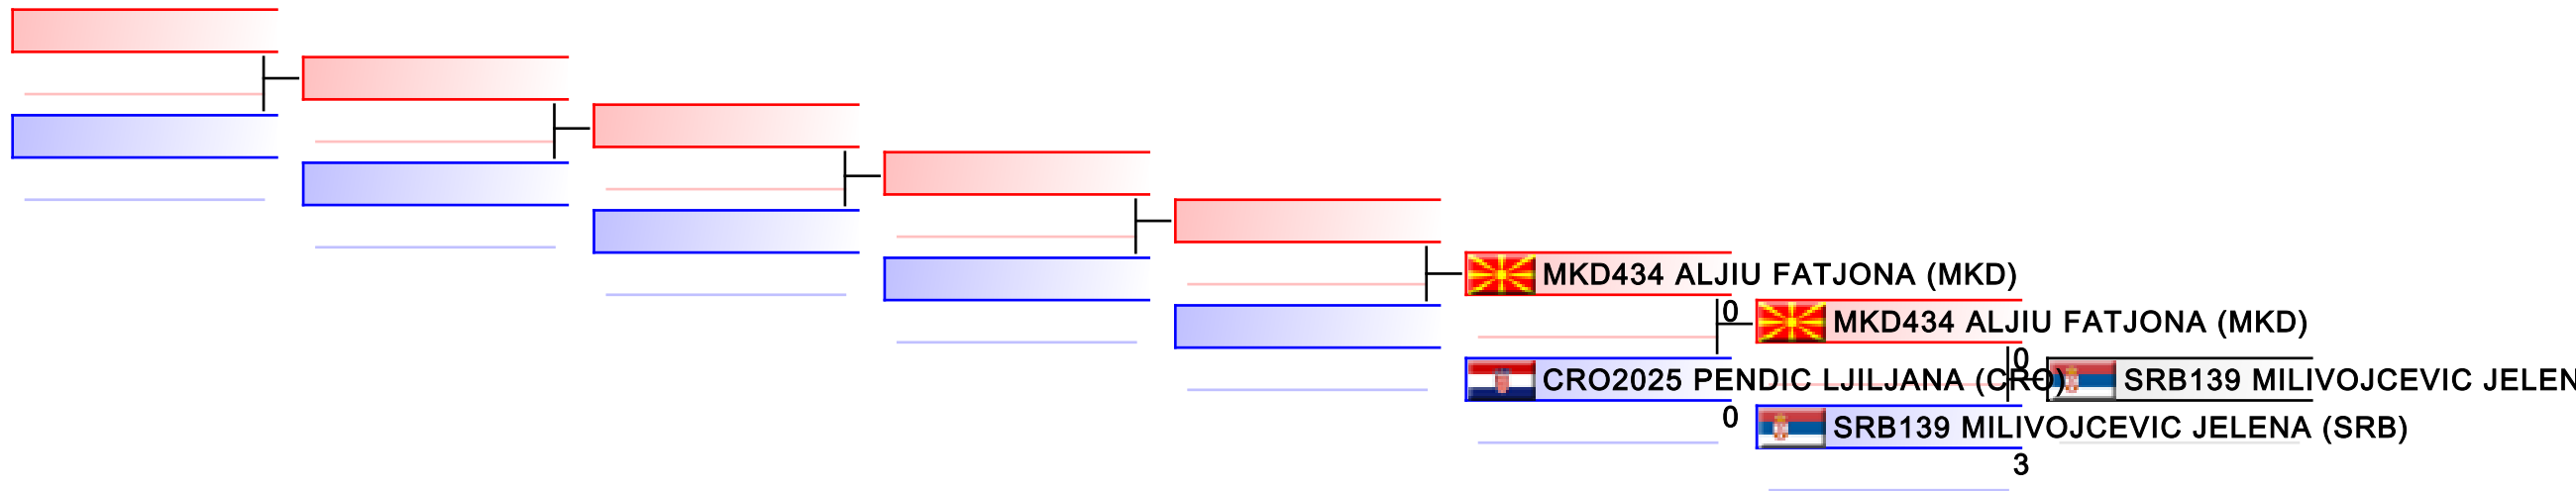 MKD434 ALJIU FATJONA (MKD)
0
MKD434 ALJIU FATJONA (MKD)
0
CRO2025 PENDIC LJILJANA (CRO)
SRB139 MILIVOJCEVIC JELEN
0
SRB139 MILIVOJCEVIC JELENA (SRB)
3